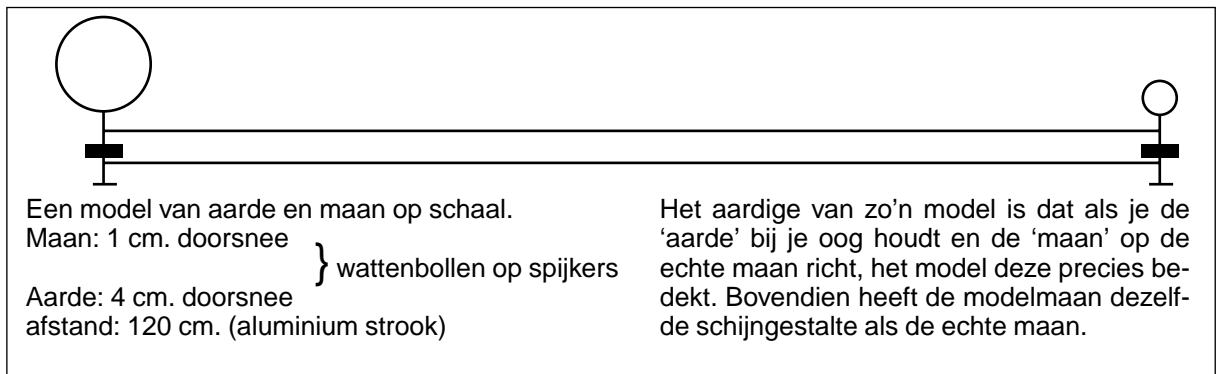 Een model van aarde en maan op schaal.
Maan: 1 cm. doorsnee
} wattenbollen op spijkers
Aarde: 4 cm. doorsnee
afstand: 120 cm. (aluminium strook)
Het aardige van zo'n model is dat als je de
‘aarde’ bij je oog houdt en de ‘maan’ op de
echte maan richt, het model deze precies be-
dekt. Bovendien heeft de modelmaan dezelf-
de schijngestalte als de echte maan.